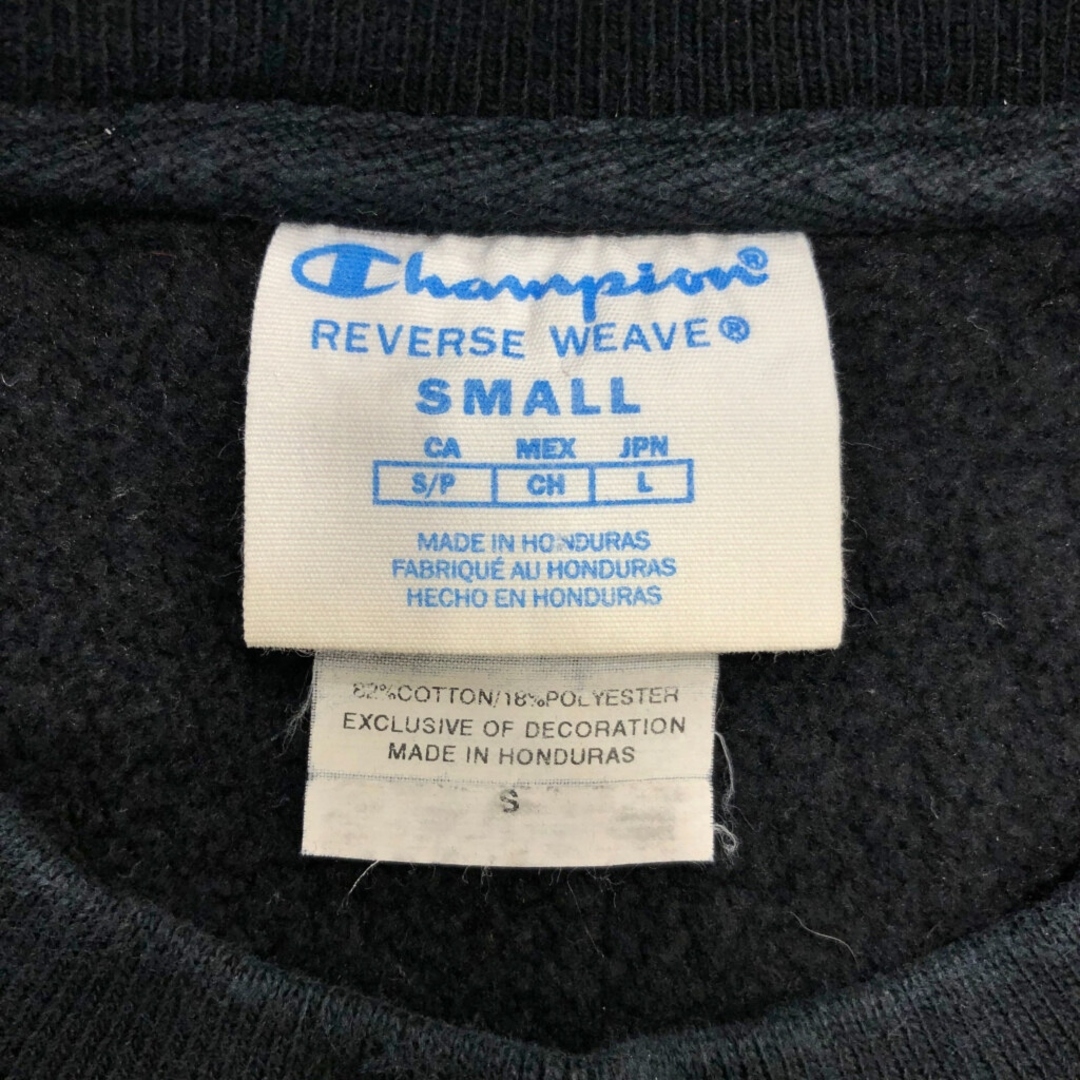 Champion®
REVERSE WEAVE®
SMALL
CA MEX JPN
S/P CH L
MADE IN HONDURAS
FABRIQUÉ AU HONDURAS
HECHO EN HONDURAS
82%COTTON/18%POLYESTER
EXCLUSIVE OF DECORATION
MADE IN HONDURAS
S